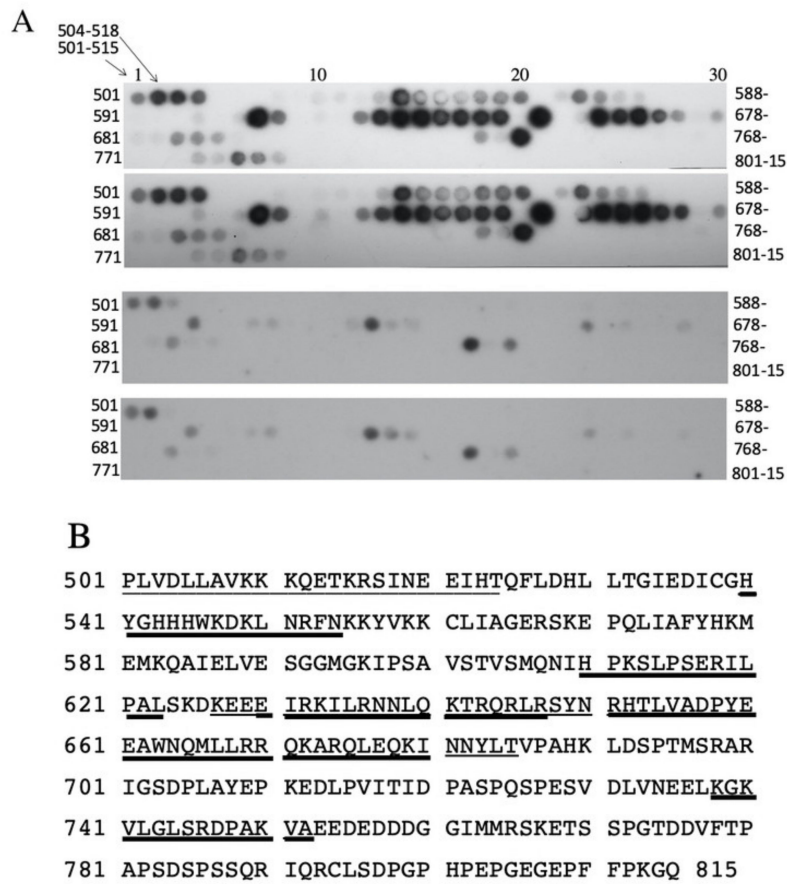 A
504-518
501-515
1 10 20 30
501 588-
591 678-
681 768-
771 801-15
501 588-
591 678-
681 768-
771 801-15
501 588-
591 678-
681 768-
771 801-15
501 588-
591 678-
681 768-
771 801-15
B
501 PLVDLLAVKK KQETKRSINEE EIHTQFLDHL LTGIEDICGH
541 YGHHHWKDKL NRFNKKYVKK CLIAGERSKE PQLIAFYHKM
581 EMKQAIELVE SGGMGKIPSA VSTVSMQNIH PKSLPSERIL
621 PALSKDKEEE IRKILRNNLQ KTRQRLRSYN RHTLVADPYE
661 EAWNQMLLRR QKARQLEQKI NNYLTVPAHK LDSPTMSRAR
701 IGSDPLAYEP KEDLPVITID PASPQSPESV DLVNEELKGK
741 VLGLSRDPAK VAEEDEDDDG GIMMRSKETS SPGTDDVFTP
781 APSDSPSSQR IQRCLSDPGP HPEPGEGEPF FPKGQ 815